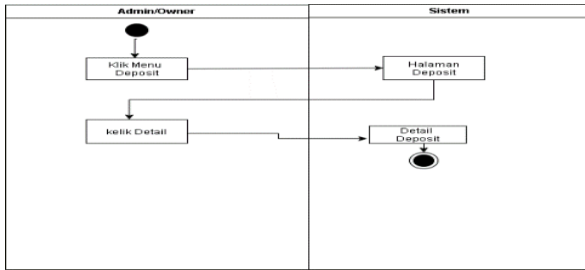 Admin/Owner
Sistem
Klik Menu
Deposit
Halaman
Deposit
kelik Detail
Detail
Deposit